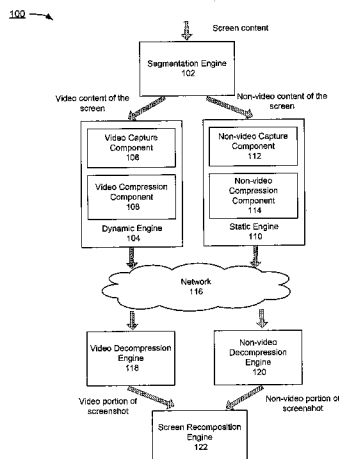 100
Screen content
Segmentation Engine
102
Video content of the
screen
Non-video content of the
screen
Video Capture
Component
106
Video Compression
Component
108
Dynamic Engine
104
Non-video Capture
Component
112
Non-video
Compression
Component
114
Static Engine
110
Network
116
Video Decompression
Engine
118
Non-video
Decompression
Engine
120
Video portion of
screenshot
Non-video portion of
screenshot
Screen Recomposition
Engine
122